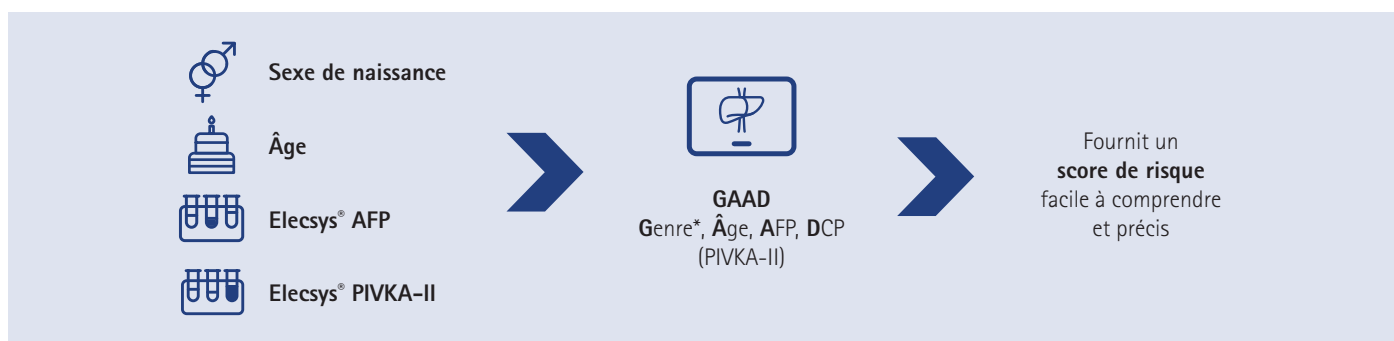 Sexe de naissance
Âge
Elecsys® AFP
Elecsys® PIVKA-II
GAAD
Genre*, Âge, AFP, DCP
(PIVKA-II)
Fournit un
score de risque
facile à comprendre
et précis